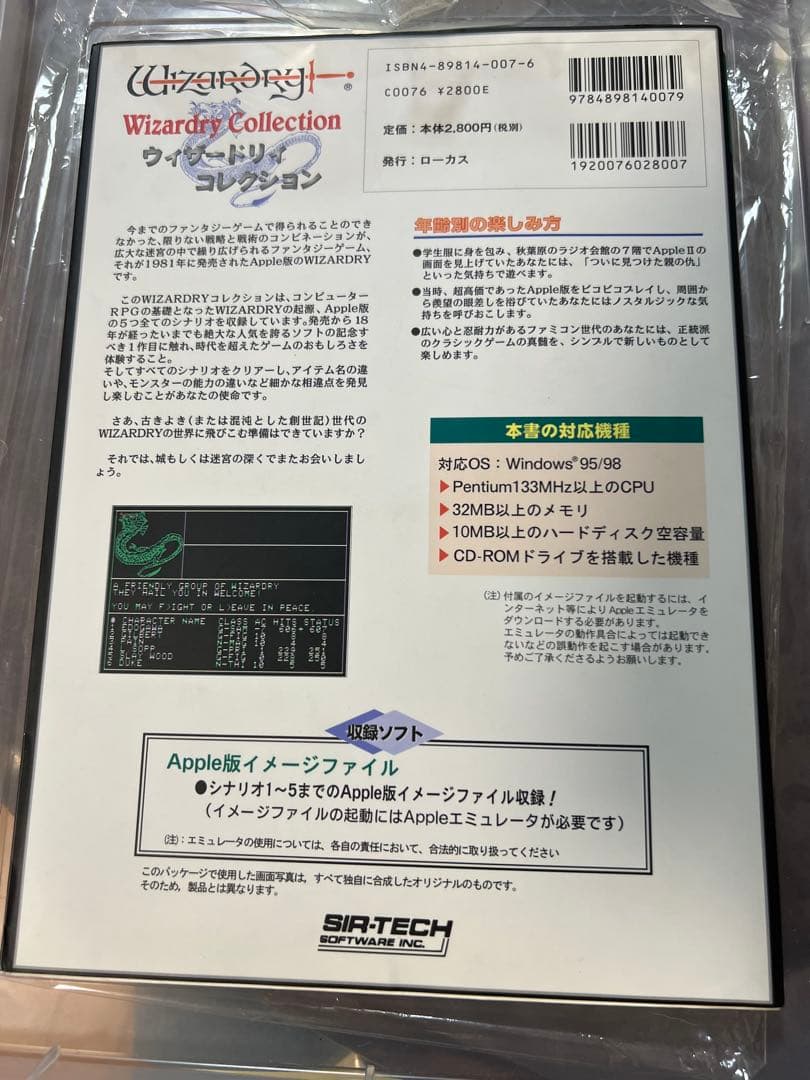 Wizardry
®
Wizardry Collection
ウィザードリィ
コレクション
ISBN4-89814-007-6
C0076 ¥2800E
定価：本体2,800円(税別)
発行：ローカス
9784898140079
1920076028007
今までのファンタジーゲームで得られることのでき
なかった、限りない戦略と戦術のコンビネーションが、
広大な迷宮の中で繰り広げられるファンタジーゲーム、
それが1981年に発売されたApple版のWIZARDRY
です。
このWIZARDRYコレクションは、コンピューター
RPGの基礎となったWIZARDRYの起源、Apple版
の5つ全てのシナリオを収録しています。発売から18
年が経ったいまでも絶大な人気を誇るソフトの記念す
べき1作目に触れ、時代を超えたゲームのおもしろさを
体験すること。
そしてすべてのシナリオをクリアーし、アイテム名の違
いや、モンスターの能力の違いなど細かな相違点を発見
し楽しむことがあなたの使命です。
さあ、古きよき（または混沌とした創世記）世代の
WIZARDRYの世界に飛びこむ準備はできていますか？
それでは、城もしくは迷宮の深くでまたお会いしまし
ょう。
年齢別の楽しみ方
●学生服に身を包み、秋葉原のラジオ会館の7階でAppleⅡの
画面を見上げていたあなたには、「ついに見つけた親の仇」
といった気持ちで遊べます。
●当時、超高価であったApple版をピコピコプレイし、周囲か
ら羨望の眼差しを浴びていたあなたにはノスタルジックな気
持ちを呼びおこします。
●広い心と忍耐力があるファミコン世代のあなたには、正統派
のクラシックゲームの真髄を、シンプルで新しいものとして
楽しめます。
本書の対応機種
対応OS：Windows®95/98
▶Pentium133MHz以上のCPU
▶32MB以上のメモリ
▶10MB以上のハードディスク空容量
▶CD-ROMドライブを搭載した機種
（注）付属のイメージファイルを起動するには、イ
ンターネット等によりAppleエミュレータを
ダウンロードする必要があります。
エミュレータの動作具合によっては起動でき
ないなどの誤動作を起こす場合があります。
予めご了承くださるようお願いします。
A FRIENDLY GROUP OF WIZARDRY
THEY HAIL YOU IN WELCOME!
YOU MAY F)IGHT OR L)EAVE IN PEACE.
# CHARACTER NAME CLASS AC HITS STATUS
収録ソフト
Apple版イメージファイル
●シナリオ1〜5までのApple版イメージファイル収録！
（イメージファイルの起動にはAppleエミュレータが必要です）
（注）：エミュレータの使用については、各自の責任において、合法的に取り扱ってください
このパッケージで使用した画面写真は、すべて独自に合成したオリジナルのものです。
そのため，製品とは異なります。
SIR-TECH
SOFTWARE INC.